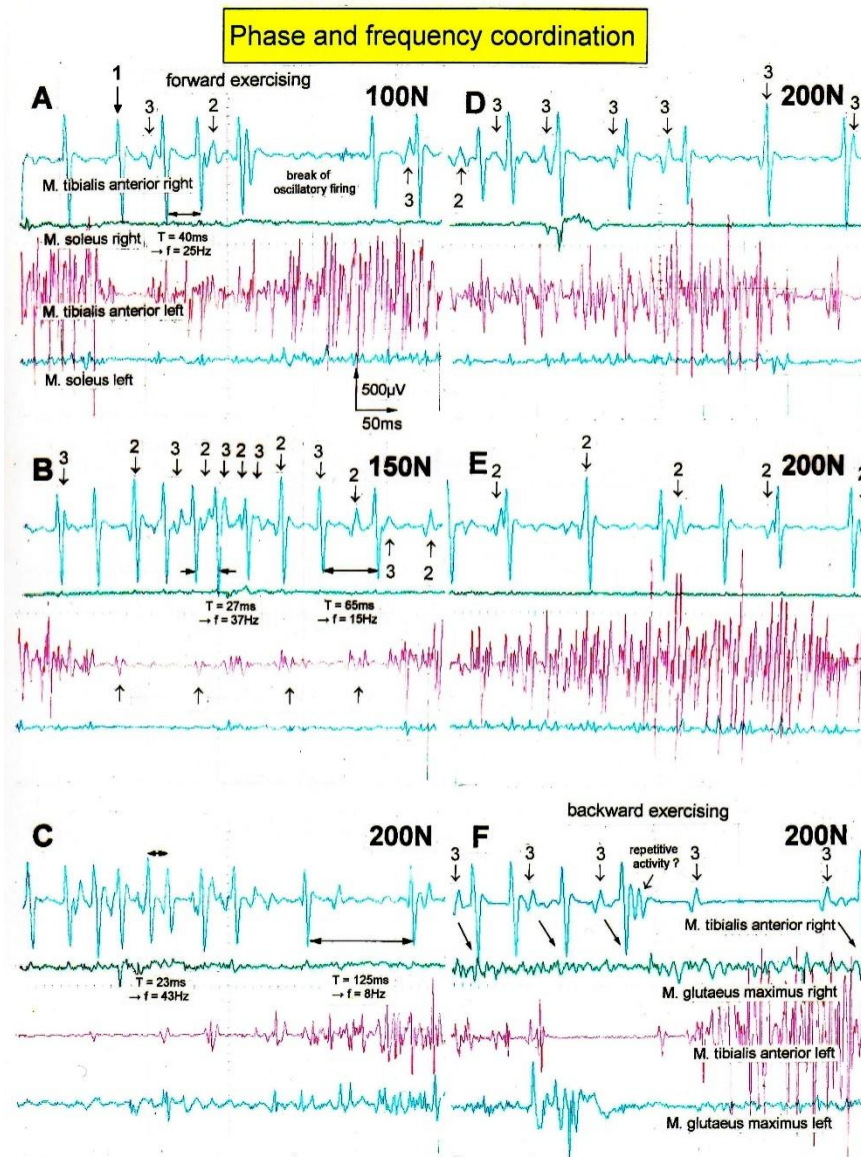 Phase and frequency coordination
A
forward exercising
100N
1
3
2
break of
oscillatory firing
3
M. tibialis anterior right
M. soleus right
T = 40ms
→ f = 25Hz
M. tibialis anterior left
M. soleus left
500µV
50ms
D
200N
3
3
3
3
3
3
2
B
150N
3
2
3
2
3
2
3
2
3
2
3
2
T = 27ms
→ f = 37Hz
T = 65ms
→ f = 15Hz
E
200N
2
2
2
2
C
200N
T = 23ms
→ f = 43Hz
T = 125ms
→ f = 8Hz
backward exercising
F
200N
3
3
3
repetitive
activity ?
3
3
M. tibialis anterior right
M. glutaeus maximus right
M. tibialis anterior left
M. glutaeus maximus left